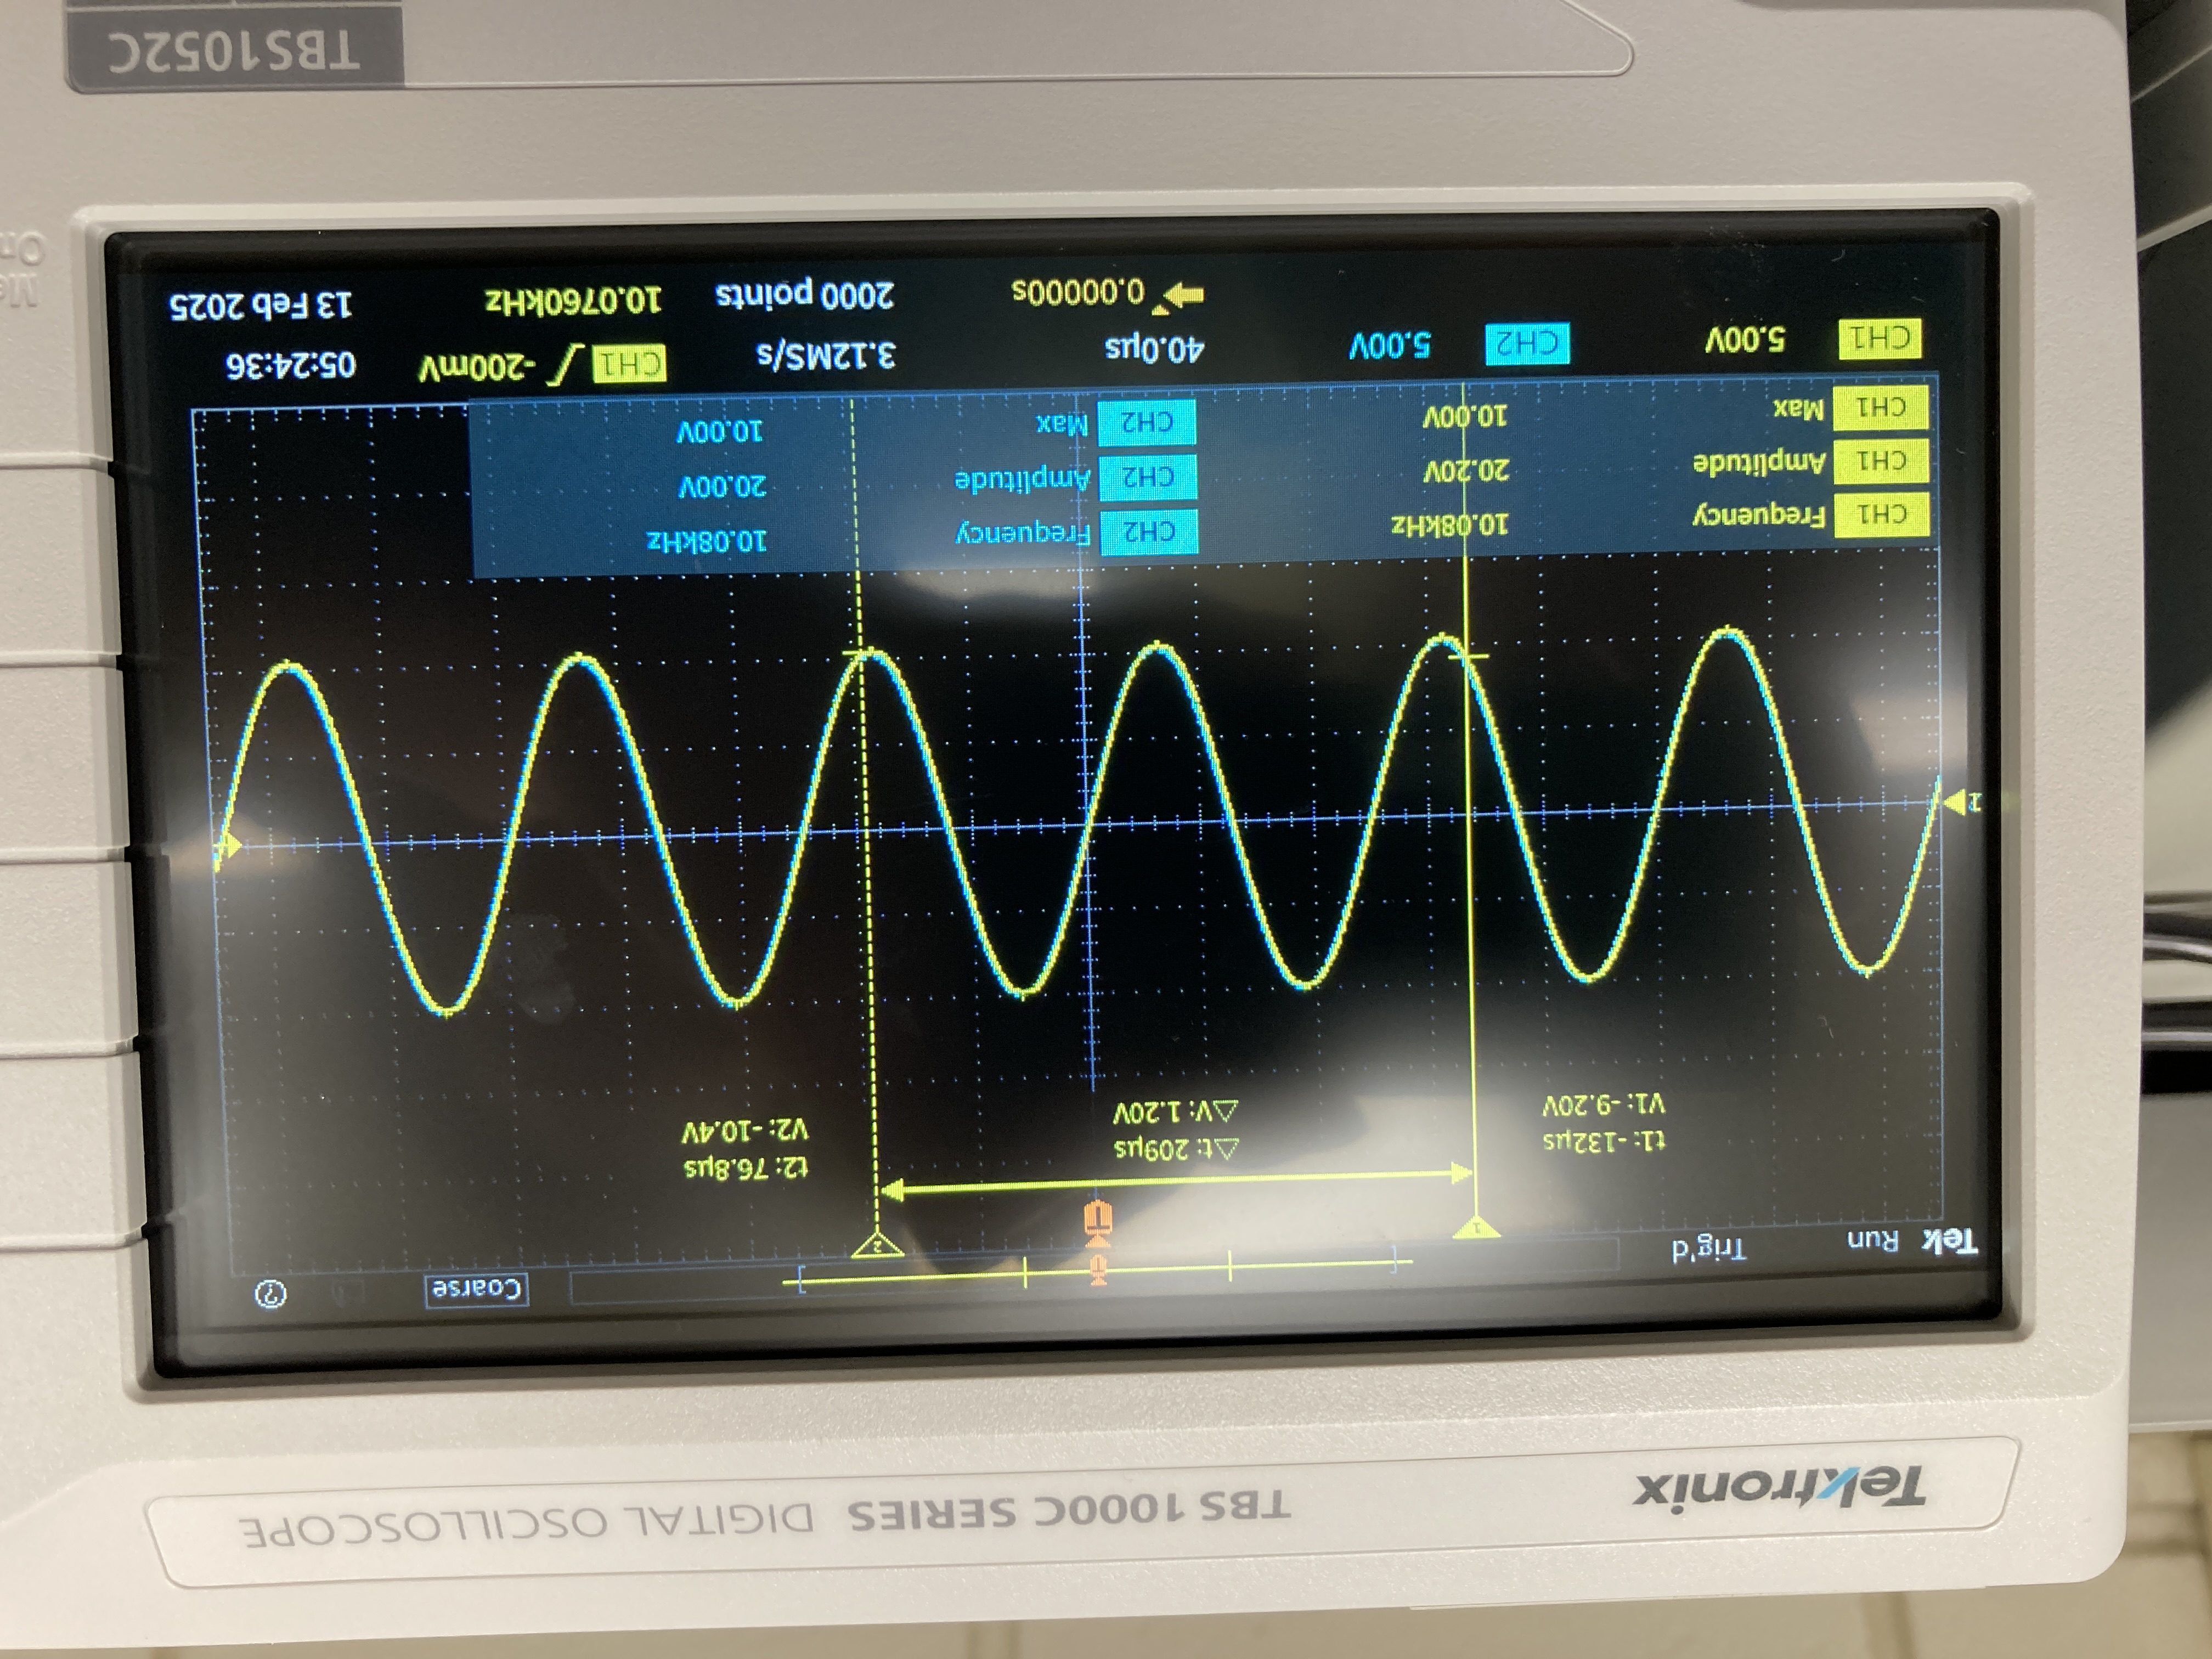 Tektronix
TBS 1000C SERIES DIGITAL OSCILLOSCOPE
Tek Run Trig'd Coarse ?
T
1 T 2
t1: -132µs △t: 209µs t2: 76.8µs
V1: -9.20V △V: 1.20V V2: -10.4V
CH1 Frequency 10.08kHz CH2 Frequency 10.08kHz
CH1 Amplitude 20.20V CH2 Amplitude 20.00V
CH1 Max 10.00V CH2 Max 10.00V
CH1 5.00V CH2 5.00V 40.0µs 3.12MS/s CH1 -200mV 05:24:36
0.00000s 2000 points 10.0760kHz 13 Feb 2025
TBS1052C